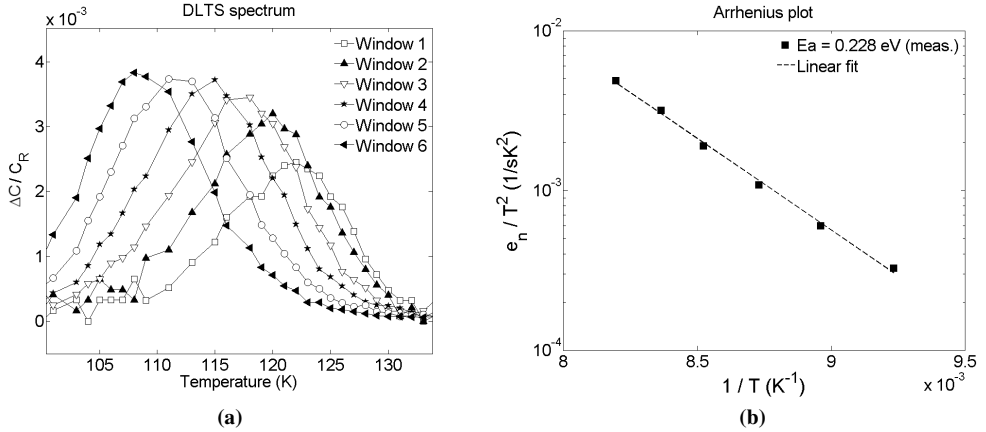 DLTS spectrum
x 10⁻³
4
3
2
1
0
ΔC / C_R
105 110 115 120 125 130
Temperature (K)
Window 1
Window 2
Window 3
Window 4
Window 5
Window 6
(a)
Arrhenius plot
10⁻²
10⁻³
10⁻⁴
e_n / T² (1/sK²)
8 8.5 9 9.5
x 10⁻³
1 / T (K⁻¹)
Ea = 0.228 eV (meas.)
Linear fit
(b)